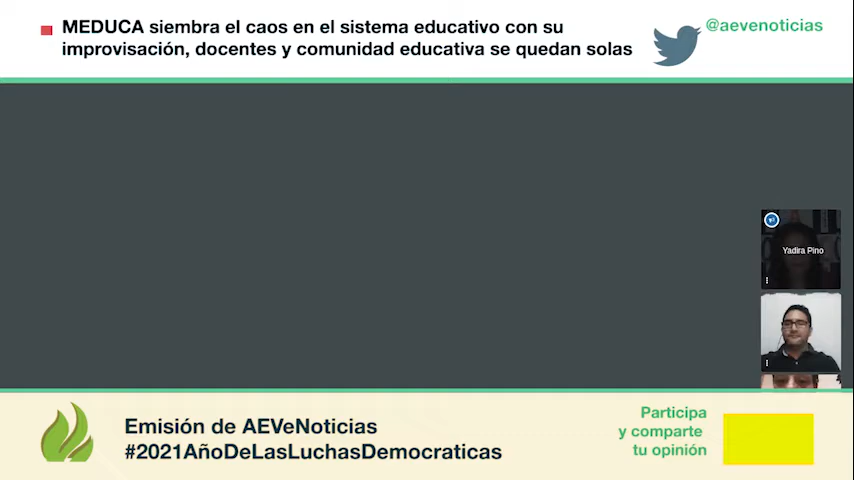 MEDUCA siembra el caos en el sistema educativo con su
improvisación, docentes y comunidad educativa se quedan solas
@aevenoticias
Yadira Pino
Emisión de AEVeNoticias
#2021AñoDeLasLuchasDemocraticas
Participa
y comparte
tu opinión